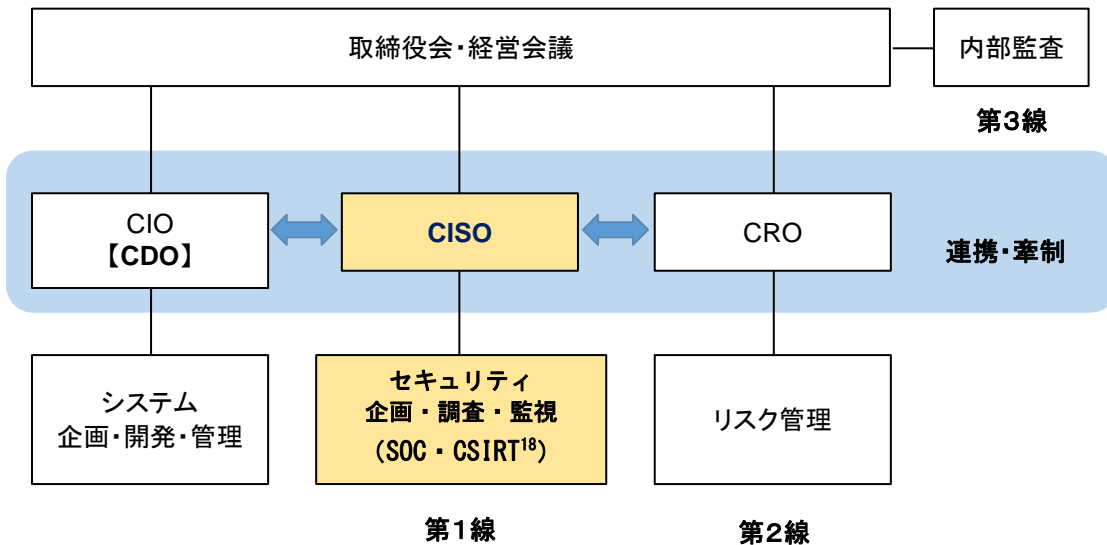 取締役会・経営会議
内部監査
第3線
CIO
【CDO】
CISO
CRO
連携・牽制
システム
企画・開発・管理
セキュリティ
企画・調査・監視
(SOC・CSIRT18)
リスク管理
第1線
第2線